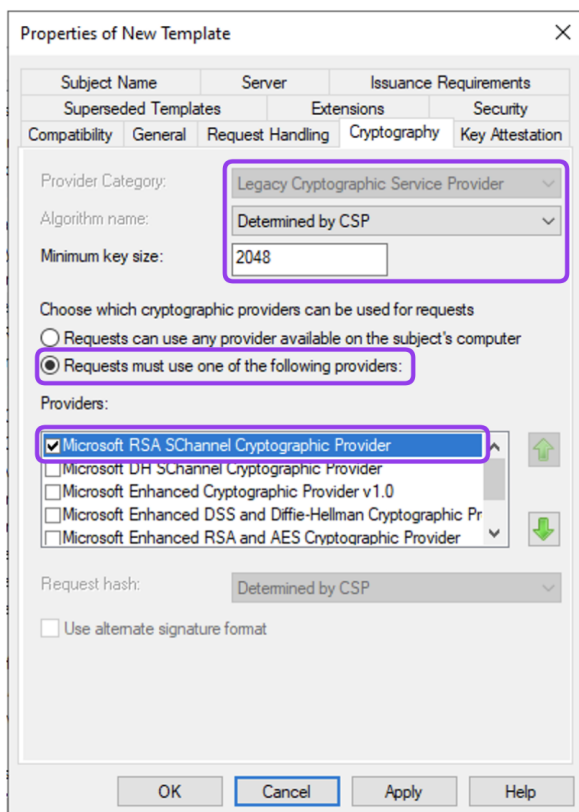 Properties of New Template
Subject Name Server Issuance Requirements
Superseded Templates Extensions Security
Compatibility General Request Handling Cryptography Key Attestation
Provider Category: Legacy Cryptographic Service Provider
Algorithm name: Determined by CSP
Minimum key size: 2048
Choose which cryptographic providers can be used for requests
Requests can use any provider available on the subject's computer
Requests must use one of the following providers:
Providers:
Microsoft RSA SChannel Cryptographic Provider
Microsoft DH SChannel Cryptographic Provider
Microsoft Enhanced Cryptographic Provider v1.0
Microsoft Enhanced DSS and Diffie-Hellman Cryptographic Pr
Microsoft Enhanced RSA and AES Cryptographic Provider
Request hash: Determined by CSP
Use alternate signature format
OK Cancel Apply Help